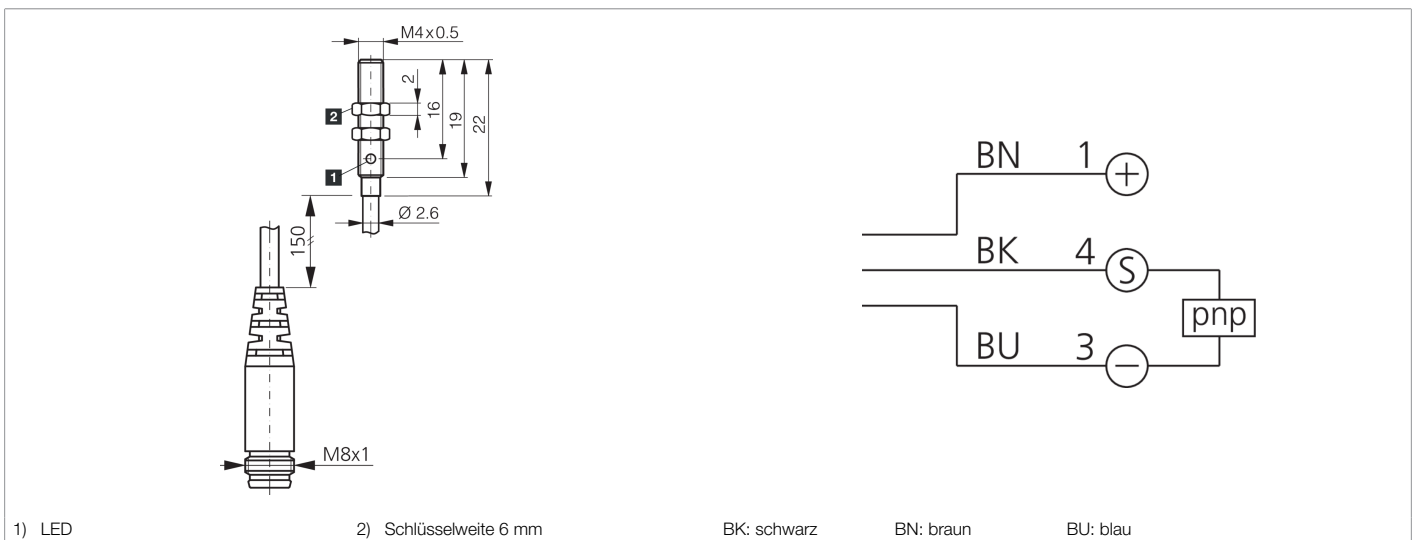 M4x0.5
2
16
19
22
2
1
Ø 2.6
150
M8x1
BN 1
+
BK 4
S
pnp
BU 3
−
1) LED 2) Schlüsselweite 6 mm BK: schwarz BN: braun BU: blau